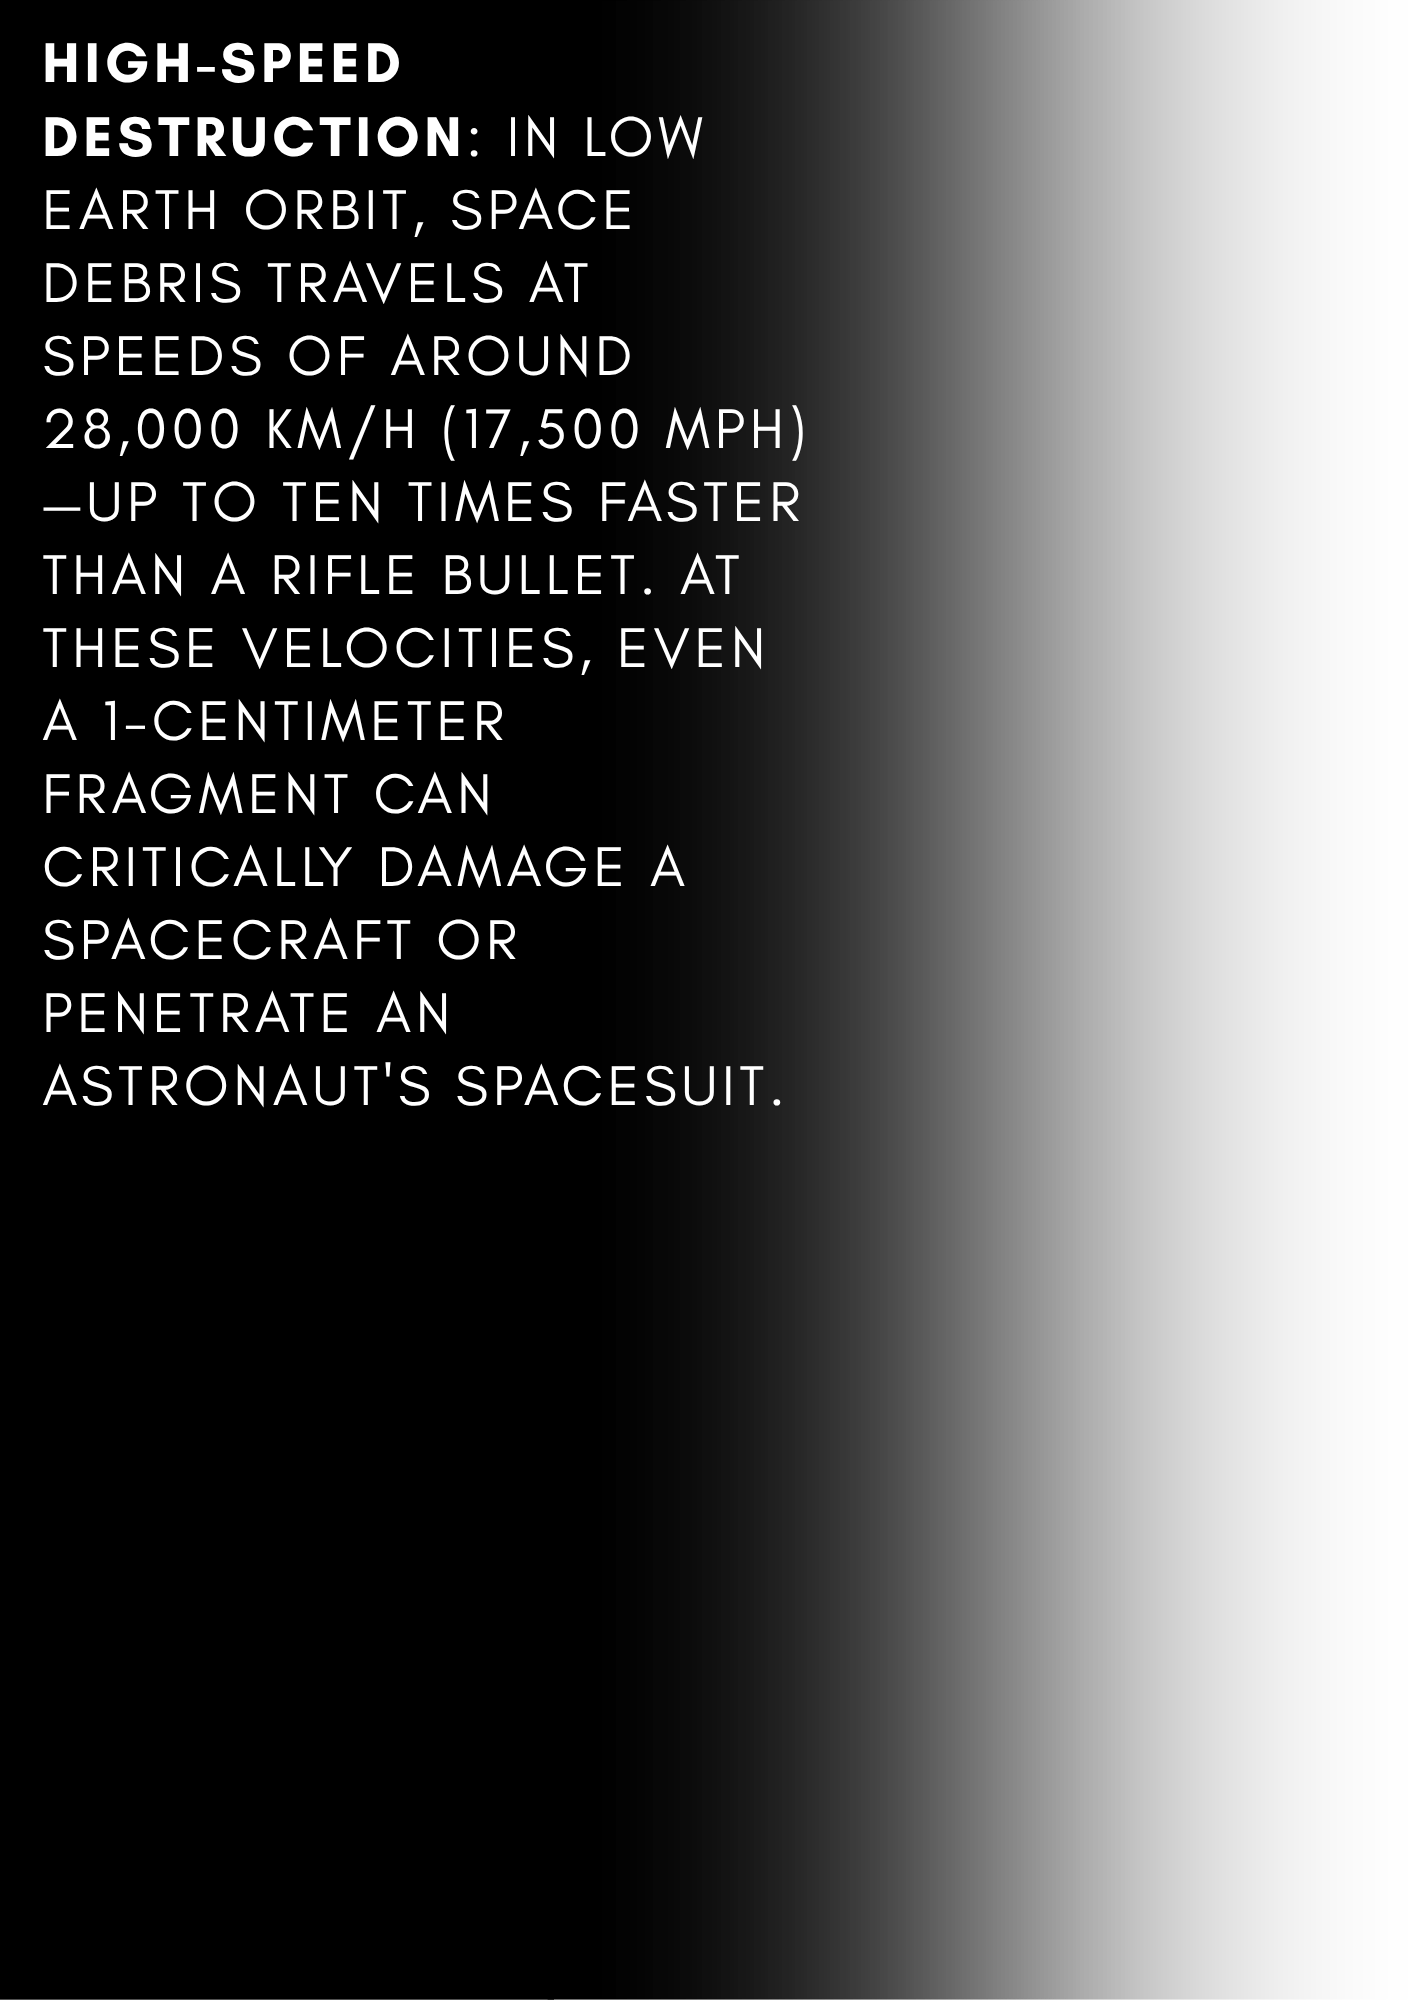 HIGH-SPEED
DESTRUCTION: IN LOW
EARTH ORBIT, SPACE
DEBRIS TRAVELS AT
SPEEDS OF AROUND
28,000 KM/H (17,500 MPH)
—UP TO TEN TIMES FASTER
THAN A RIFLE BULLET. AT
THESE VELOCITIES, EVEN
A 1-CENTIMETER
FRAGMENT CAN
CRITICALLY DAMAGE A
SPACECRAFT OR
PENETRATE AN
ASTRONAUT'S SPACESUIT.